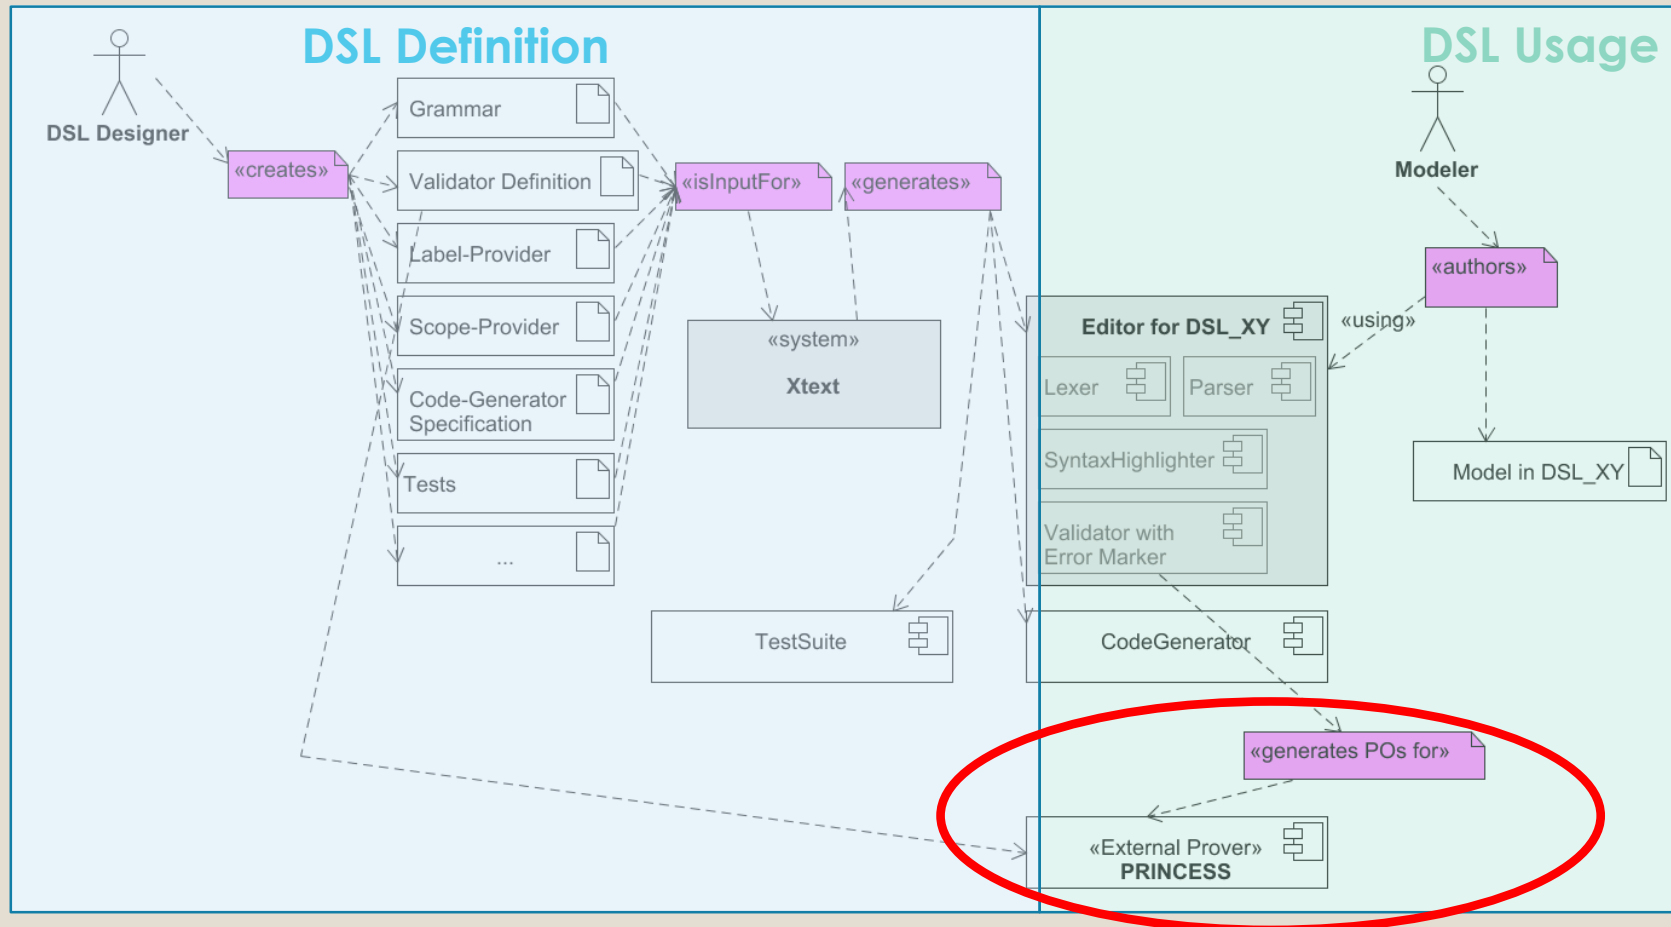 DSL Definition
DSL Usage
DSL Designer
«creates»
Grammar
Validator Definition
Label-Provider
Scope-Provider
Code-Generator
Specification
Tests
...
«isInputFor»
«generates»
«system»
Xtext
TestSuite
Modeler
«authors»
«using»
Editor for DSL_XY
Lexer
Parser
SyntaxHighlighter
Validator with
Error Marker
Model in DSL_XY
CodeGenerator
«generates POs for»
«External Prover»
PRINCESS